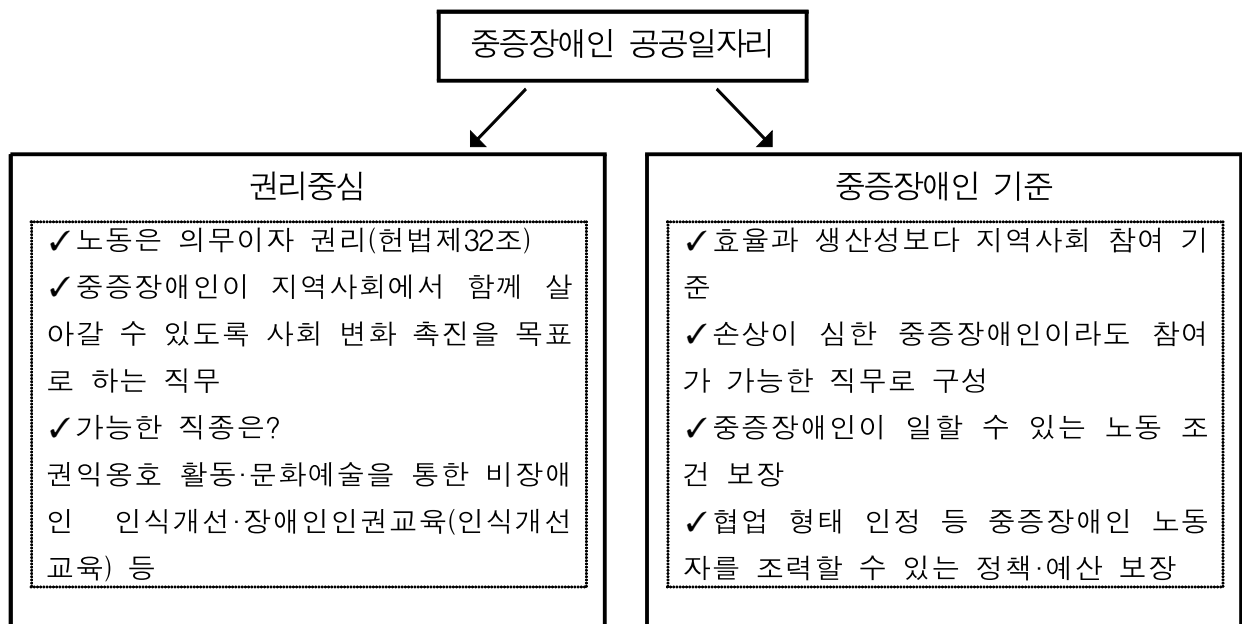 중증장애인 공공일자리
권리중심
✓노동은 의무이자 권리(헌법제32조)
✓중증장애인이 지역사회에서 함께 살
아갈 수 있도록 사회 변화 촉진을 목표
로 하는 직무
✓가능한 직종은?
권익옹호 활동·문화예술을 통한 비장애
인 인식개선·장애인인권교육(인식개선
교육) 등
중증장애인 기준
✓효율과 생산성보다 지역사회 참여 기
준
✓손상이 심한 중증장애인이라도 참여
가 가능한 직무로 구성
✓중증장애인이 일할 수 있는 노동 조
건 보장
✓협업 형태 인정 등 중증장애인 노동
자를 조력할 수 있는 정책·예산 보장